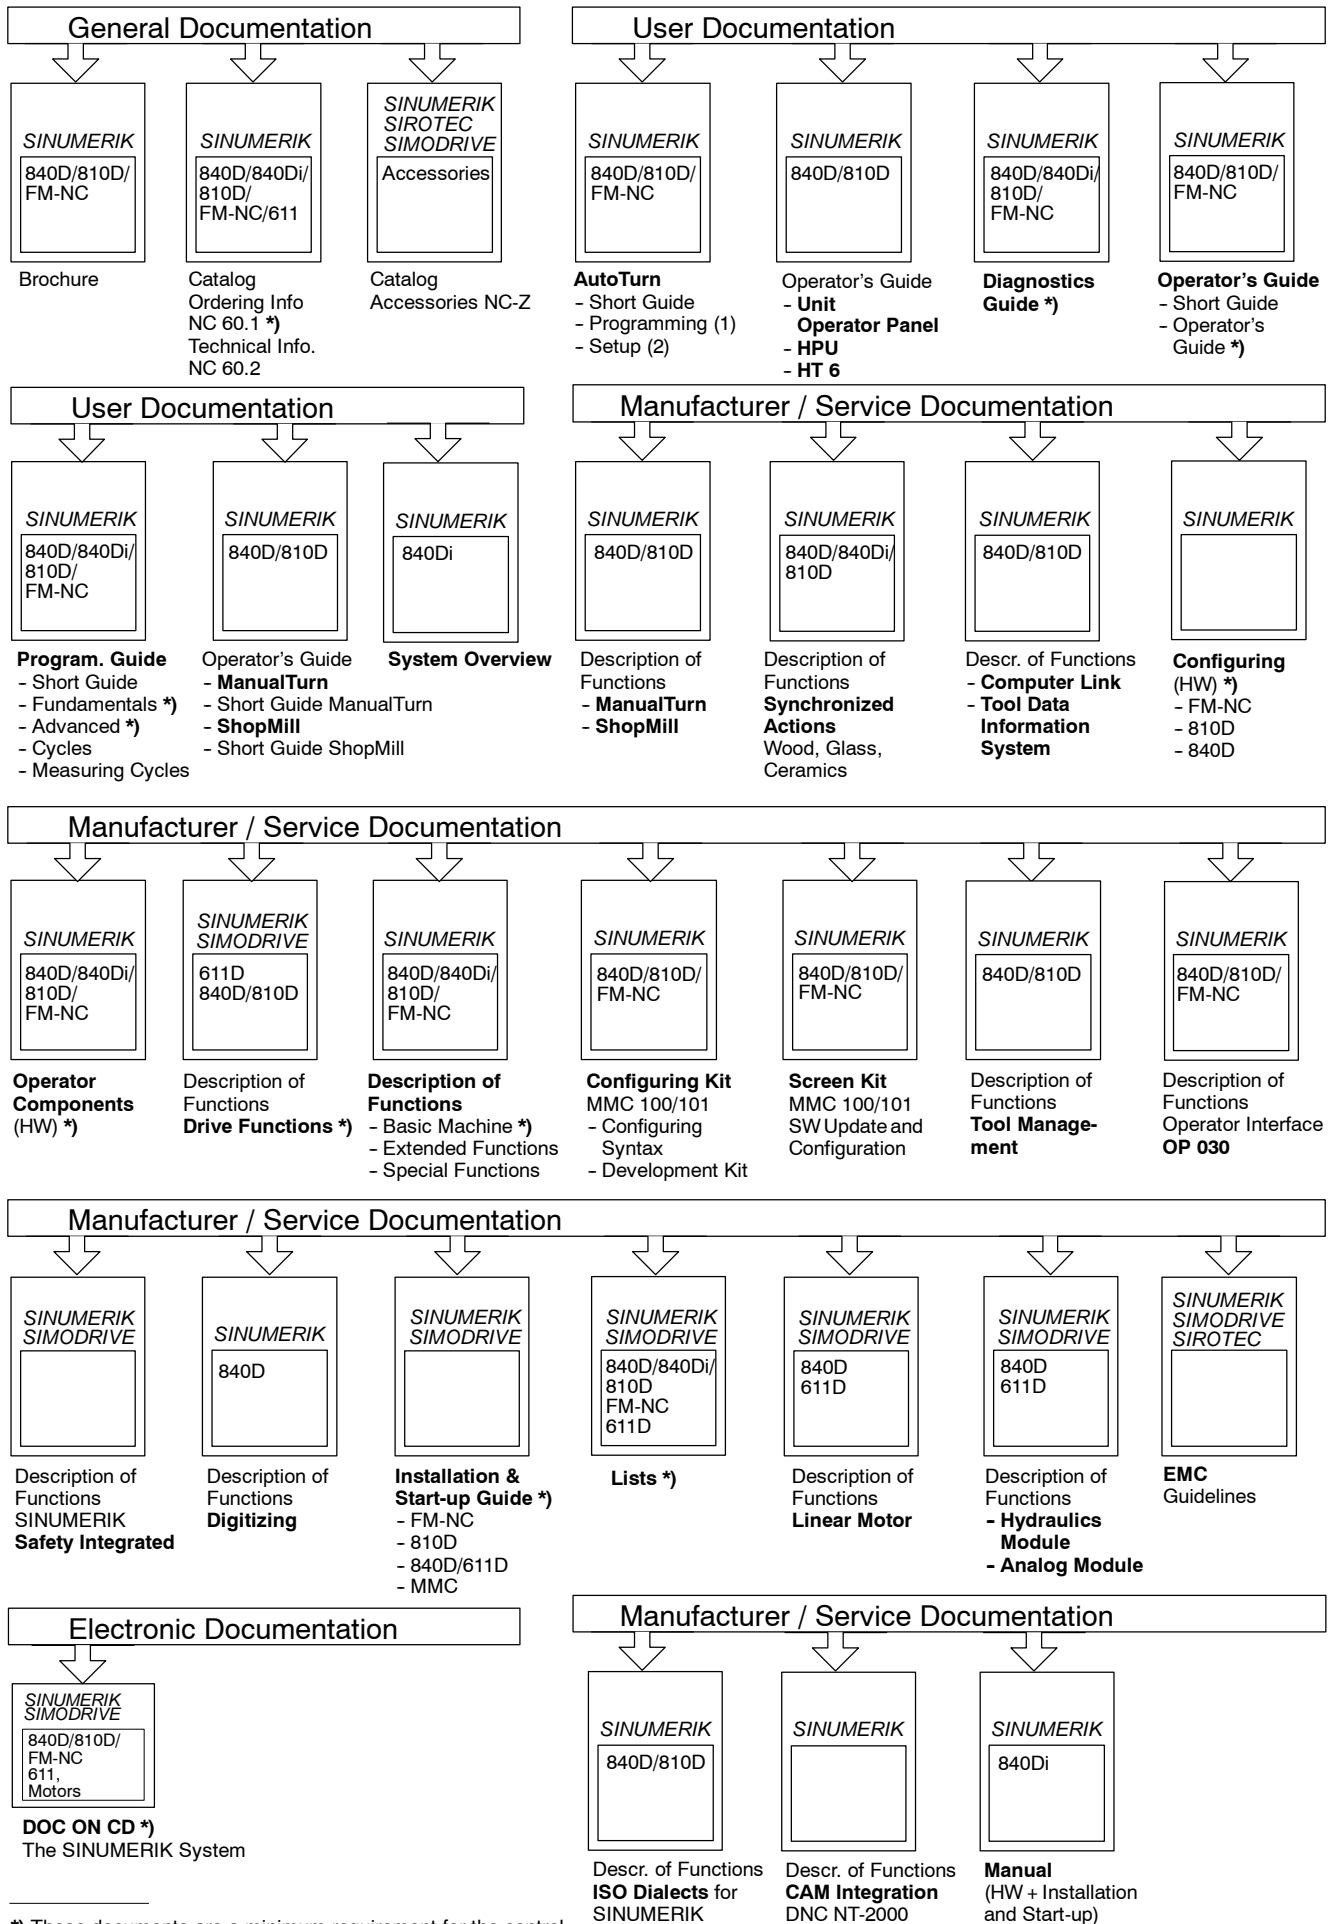 General Documentation
SINUMERIK
840D/810D/
FM-NC
Brochure
SINUMERIK
840D/840Di/
810D/
FM-NC/611
Catalog
Ordering Info
NC 60.1 *)
Technical Info.
NC 60.2
SINUMERIK
SIROTEC
SIMODRIVE
Accessories
Catalog
Accessories NC-Z
User Documentation
SINUMERIK
840D/810D/
FM-NC
AutoTurn
- Short Guide
- Programming (1)
- Setup (2)
SINUMERIK
840D/810D
Operator's Guide
- Unit
Operator Panel
- HPU
- HT 6
SINUMERIK
840D/840Di/
810D/
FM-NC
Diagnostics
Guide *)
SINUMERIK
840D/810D/
FM-NC
Operator's Guide
- Short Guide
- Operator's
Guide *)
User Documentation
SINUMERIK
840D/840Di/
810D/
FM-NC
Program. Guide
- Short Guide
- Fundamentals *)
- Advanced *)
- Cycles
- Measuring Cycles
SINUMERIK
840D/810D
Operator's Guide
- ManualTurn
- Short Guide ManualTurn
- ShopMill
- Short Guide ShopMill
SINUMERIK
840Di
System Overview
Manufacturer / Service Documentation
SINUMERIK
840D/810D
Description of
Functions
- ManualTurn
- ShopMill
SINUMERIK
840D/840Di/
810D
Description of
Functions
Synchronized
Actions
Wood, Glass,
Ceramics
SINUMERIK
840D/810D
Descr. of Functions
- Computer Link
- Tool Data
Information
System
SINUMERIK
Configuring
(HW) *)
- FM-NC
- 810D
- 840D
Manufacturer / Service Documentation
SINUMERIK
840D/840Di/
810D/
FM-NC
Operator
Components
(HW) *)
SINUMERIK
SIMODRIVE
611D
840D/810D
Description of
Functions
Drive Functions *)
SINUMERIK
840D/840Di/
810D/
FM-NC
Description of
Functions
- Basic Machine *)
- Extended Functions
- Special Functions
SINUMERIK
840D/810D/
FM-NC
Configuring Kit
MMC 100/101
- Configuring
Syntax
- Development Kit
SINUMERIK
840D/810D/
FM-NC
Screen Kit
MMC 100/101
SW Update and
Configuration
SINUMERIK
840D/810D
Description of
Functions
Tool Manage-
ment
SINUMERIK
840D/810D/
FM-NC
Description of
Functions
Operator Interface
OP 030
Manufacturer / Service Documentation
SINUMERIK
SIMODRIVE
Description of
Functions
SINUMERIK
Safety Integrated
SINUMERIK
840D
Description of
Functions
Digitizing
SINUMERIK
SIMODRIVE
Installation &
Start-up Guide *)
- FM-NC
- 810D
- 840D/611D
- MMC
SINUMERIK
SIMODRIVE
840D/840Di/
810D
FM-NC
611D
Lists *)
SINUMERIK
SIMODRIVE
840D
611D
Description of
Functions
Linear Motor
SINUMERIK
SIMODRIVE
840D
611D
Description of
Functions
- Hydraulics
Module
- Analog Module
SINUMERIK
SIMODRIVE
SIROTEC
EMC
Guidelines
Electronic Documentation
SINUMERIK
SIMODRIVE
840D/810D/
FM-NC
611,
Motors
DOC ON CD *)
The SINUMERIK System
Manufacturer / Service Documentation
SINUMERIK
840D/810D
Descr. of Functions
ISO Dialects for
SINUMERIK
SINUMERIK
Descr. of Functions
CAM Integration
DNC NT-2000
SINUMERIK
840Di
Manual
(HW + Installation
and Start-up)
*) These documents are a minimum requirement for the control